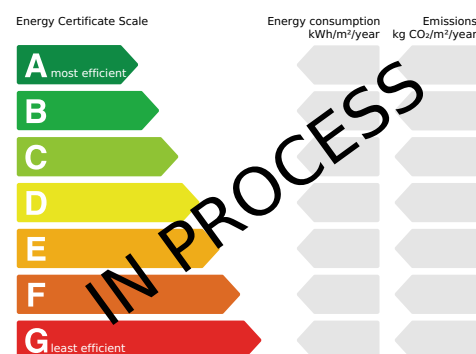 Energy Certificate Scale
Energy consumption
kWh/m²/year
Emissions
kg CO₂/m²/year
A most efficient
B
C
D
E
F
G least efficient
IN PROCESS